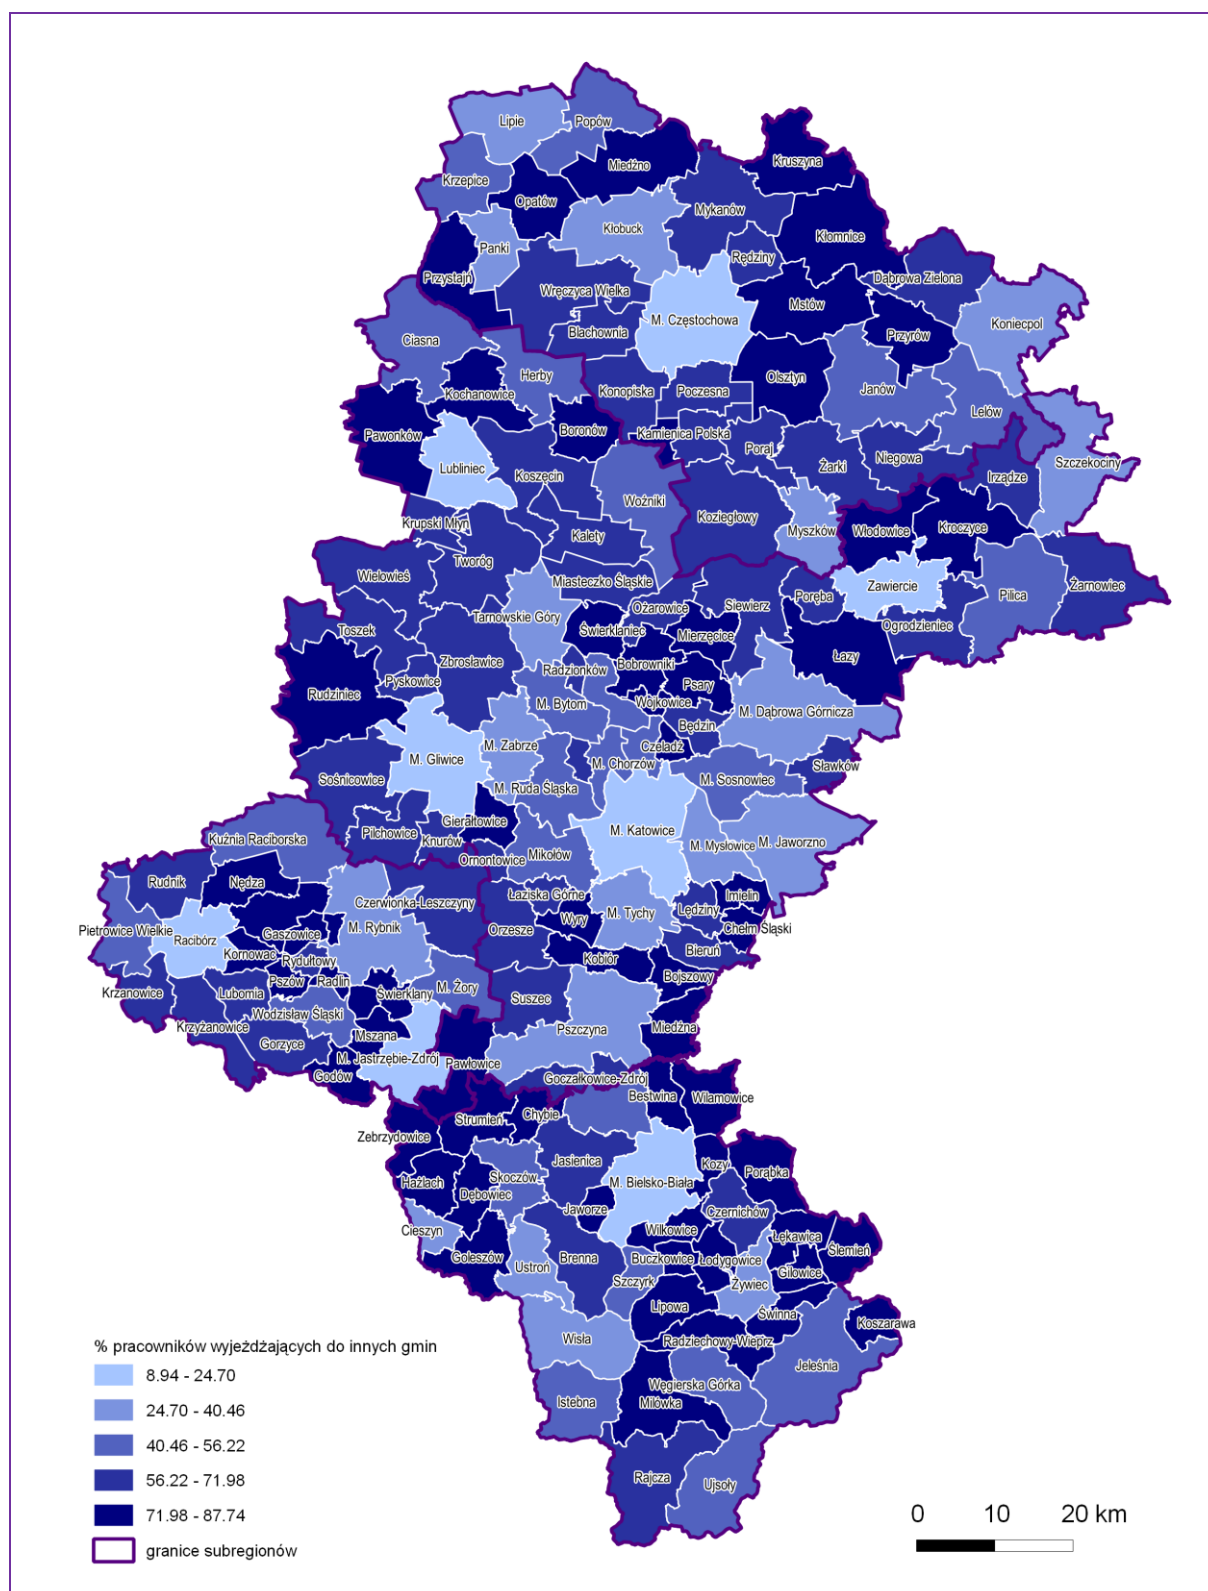 Lipie
Popów
Miedźno
Kruszyna
Krzepice
Opatów
Mykanów
Kłobuck
Kłomnice
Panki
Rędziny
Przystajń
Dąbrowa Zielona
Wręczyca Wielka
Mstów
M. Częstochowa
Koniecpol
Blachownia
Przyrów
Ciasna
Herby
Olsztyn
Janów
Kochanowice
Konopiska
Poczesna
Lelów
Boronów
Kamienica Polska
Pawonków
Poraj
Niegowa
Żarki
Szczekociny
Lubliniec
Koszęcin
Irządze
Woźniki
Koziegłowy
Krupski Młyn
Myszków
Włodowice
Kroczyce
Kalety
Tworóg
Wielowieś
Miasteczko Śląskie
Zawiercie
Żarnowiec
Poręba
Pilica
Ożarowice
Siewierz
Tarnowskie Góry
Ogrodzieniec
Toszek
Świerklaniec
Mierzęcice
Łazy
Zbrosławice
Bobrowniki
Radzionków
Pyskowice
Psary
Rudziniec
Wojkowice
M. Bytom
M. Dąbrowa Górnicza
Będzin
M. Zabrze
Czeladź
M. Gliwice
M. Chorzów
Sławków
Sośnicowice
M. Sosnowiec
M. Ruda Śląska
Gierałtowice
M. Katowice
Pilchowice
Knurów
M. Jaworzno
Kuźnia Raciborska
M. Mysłowice
Mikołów
Ornontowice
Rudnik
Nędza
Łaziska Górne
Imielin
Czerwionka-Leszczyny
Lędziny
Wyry
M. Tychy
M. Rybnik
Chełm Śląski
Pietrowice Wielkie
Orzesze
Gaszowice
Racibórz
Bieruń
Kornowac
Rydułtowy
Kobiór
Bojszowy
Pszów
Radlin
M. Żory
Krzanowice
Lubomia
Świerklany
Suszec
Wodzisław Śląski
Krzyżanowice
Pszczyna
Miedźna
Mszana
Gorzyce
M. Jastrzębie-Zdrój
Pawłowice
Godów
Goczałkowice-Zdrój
Bestwina
Wilamowice
Strumień
Chybie
Zebrzydowice
Jasienica
Kozy
Porąbka
Skoczów
Haźlach
M. Bielsko-Biała
Dębowiec
Jaworze
Czernichów
Cieszyn
Wilkowice
Łękawica
Ślemień
Goleszów
Brenna
Buczkowice
Łodygowice
Ustroń
Gilowice
Szczyrk
Żywiec
Lipowa
Świnna
Koszarawa
Wisła
Radziechowy-Wieprz
Jeleśnia
Węgierska Górka
Istebna
Milówka
Rajcza
Ujsoły
% pracowników wyjeżdżających do innych gmin
8.94 - 24.70
24.70 - 40.46
40.46 - 56.22
56.22 - 71.98
71.98 - 87.74
granice subregionów
0 10 20 km